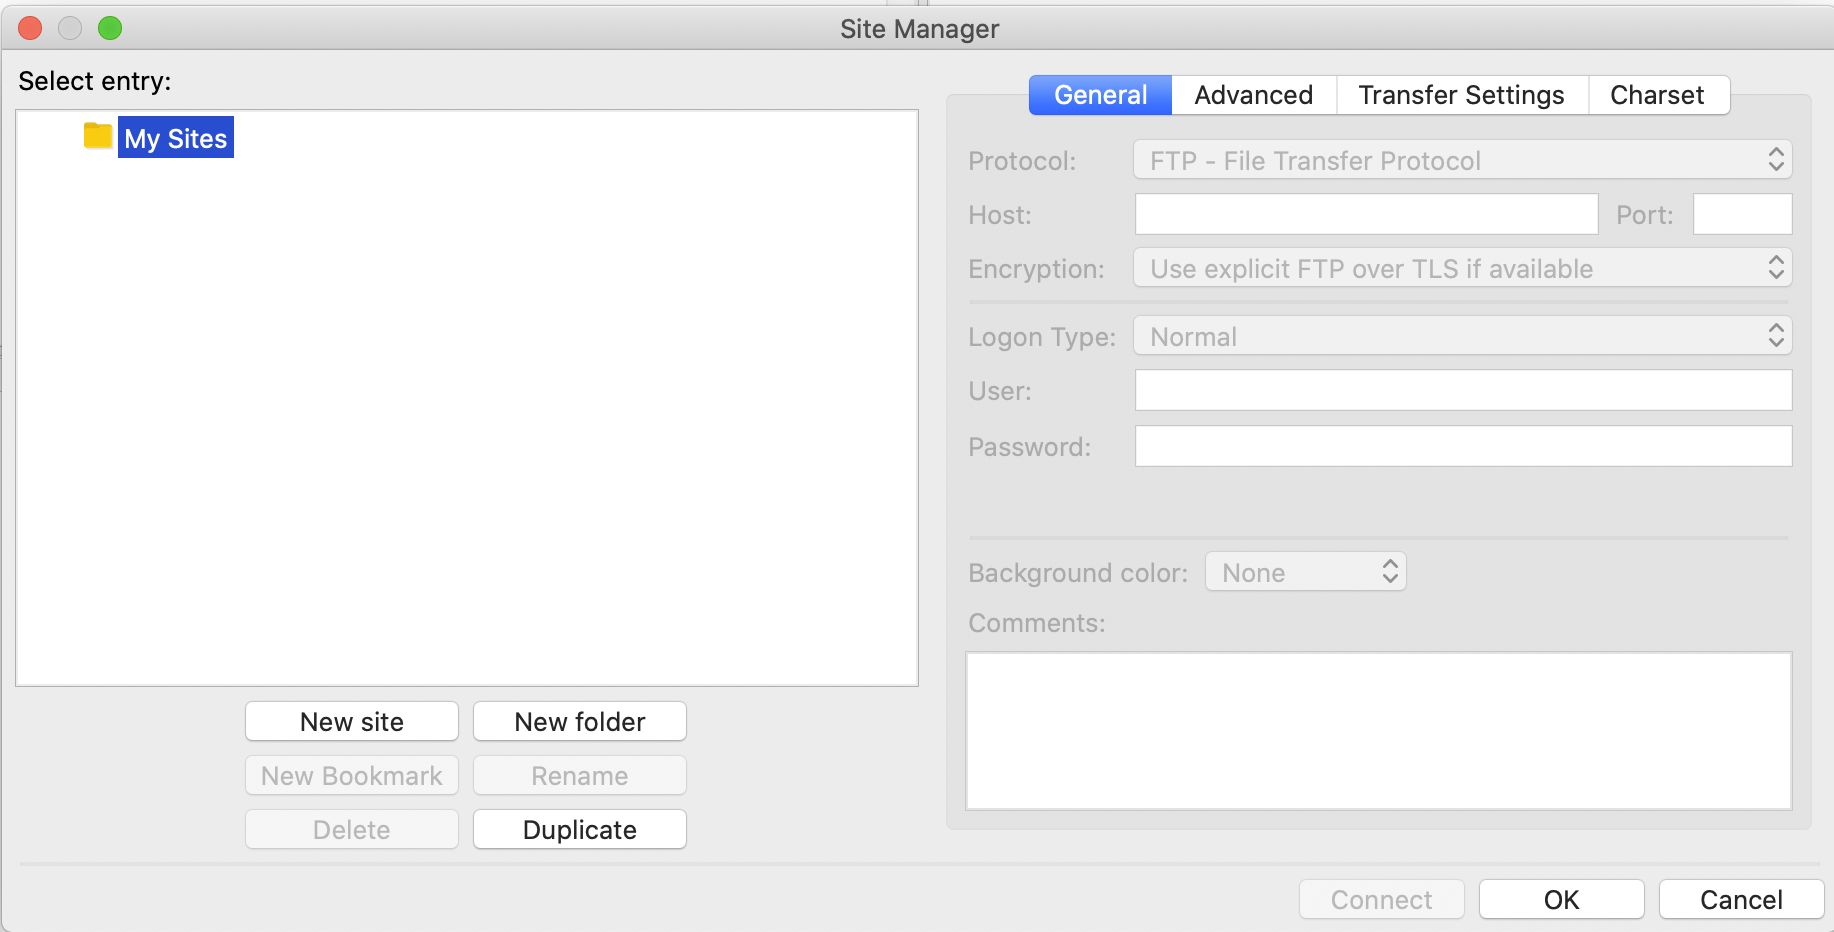 Site Manager
Select entry:
My Sites
New site
New folder
New Bookmark
Rename
Delete
Duplicate
General
Advanced
Transfer Settings
Charset
Protocol:
FTP - File Transfer Protocol
Host:
Port:
Encryption:
Use explicit FTP over TLS if available
Logon Type:
Normal
User:
Password:
Background color:
None
Comments:
Connect
OK
Cancel